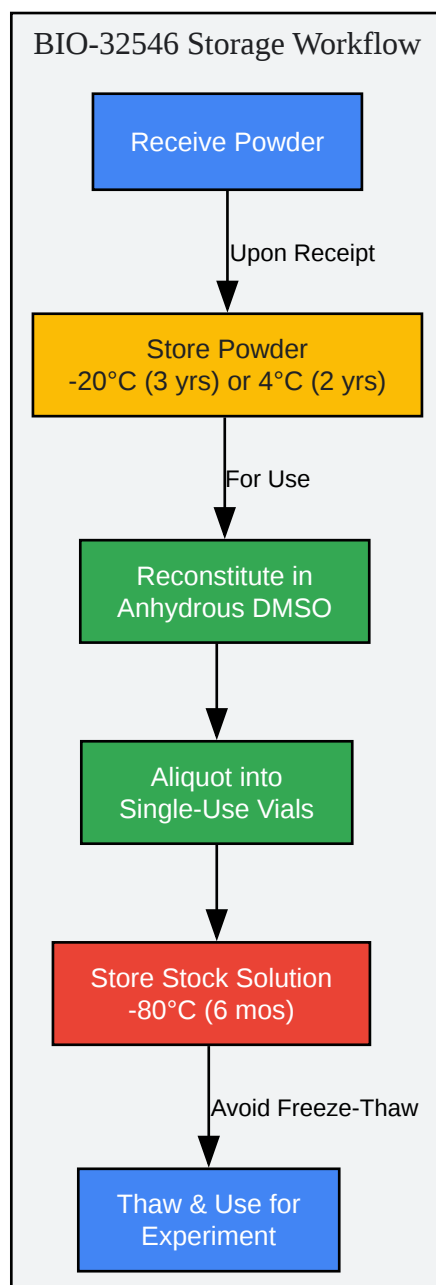 BIO-32546 Storage Workflow
Receive Powder
Upon Receipt
Store Powder
-20°C (3 yrs) or 4°C (2 yrs)
For Use
Reconstitute in
Anhydrous DMSO
Aliquot into
Single-Use Vials
Store Stock Solution
-80°C (6 mos)
Avoid Freeze-Thaw
Thaw & Use for
Experiment